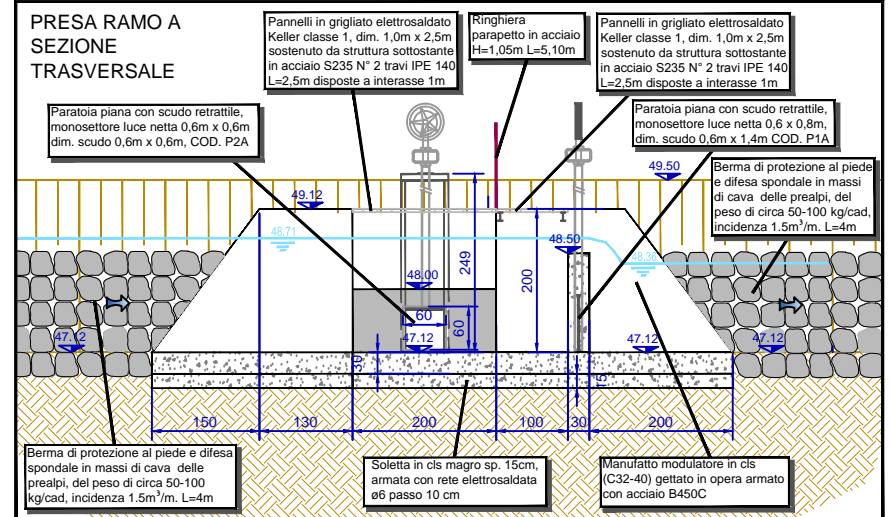 PRESA RAMO A
SEZIONE
TRASVERSALE
Pannelli in grigliato elettrosaldato
Keller classe 1, dim. 1,0m x 2,5m
sostenuto da struttura sottostante
in acciaio S235 N° 2 travi IPE 140
L=2,5m disposte a interasse 1m
Ringhiera
parapetto in acciaio
H=1,05m L=5,10m
Pannelli in grigliato elettrosaldato
Keller classe 1, dim. 1,0m x 2,5m
sostenuto da struttura sottostante
in acciaio S235 N° 2 travi IPE 140
L=2,5m disposte a interasse 1m
Paratoia piana con scudo retrattile,
monosettore luce netta 0,6m x 0,6m
dim. scudo 0,6m x 0,6m, COD. P2A
Paratoia piana con scudo retrattile,
monosettore luce netta 0,6 x 0,8m,
dim. scudo 0,6m x 1,4m COD. P1A
Berma di protezione al piede
e difesa spondale in massi
di cava delle prealpi, del
peso di circa 50-100 kg/cad,
incidenza 1.5m³/m. L=4m
49.12
49.50
48.71
48.50
48.36
48.00
249
200
60
60
47.12
47.12
47.12
47.12
30
15
150
130
200
100
30
200
Berma di protezione al piede e difesa
spondale in massi di cava delle
prealpi, del peso di circa 50-100
kg/cad, incidenza 1.5m³/m. L=4m
Soletta in cls magro sp. 15cm,
armata con rete elettrosaldata
ø6 passo 10 cm
Manufatto modulatore in cls
(C32-40) gettato in opera armato
con acciaio B450C